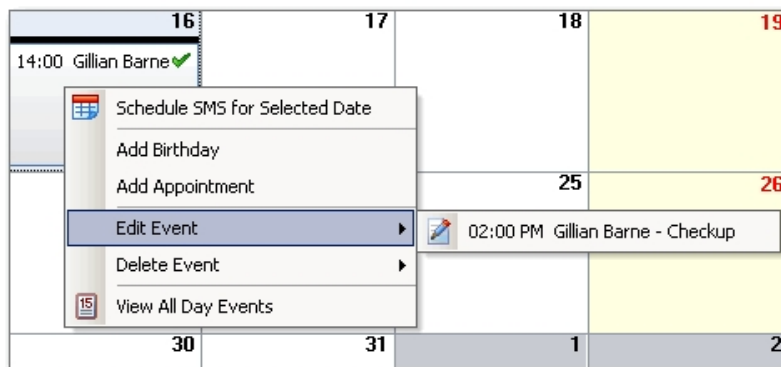 16 17 18 19
14:00 Gillian Barne
Schedule SMS for Selected Date
Add Birthday
Add Appointment
25 26
Edit Event
02:00 PM Gillian Barne - Checkup
Delete Event
15
View All Day Events
30 31 1 2